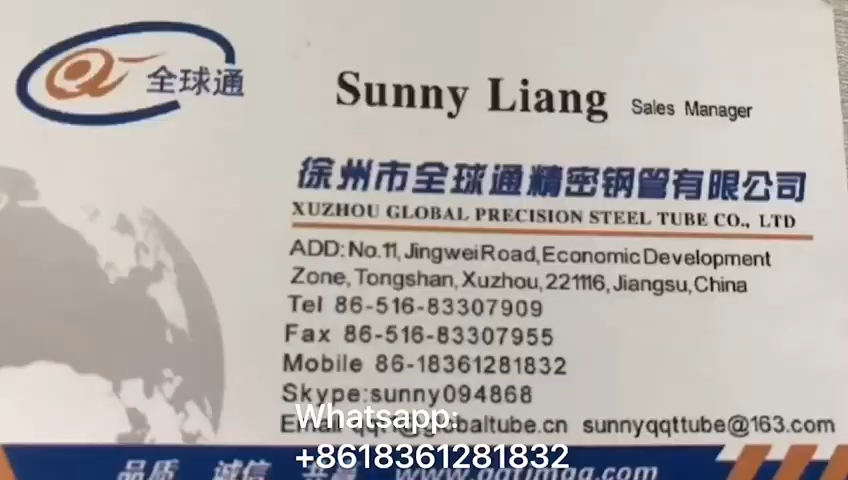 全球通
Sunny Liang Sales Manager
徐州市全球通精密钢管有限公司
XUZHOU GLOBAL PRECISION STEEL TUBE CO., LTD
ADD: No.11, Jingwei Road, Economic Development
Zone, Tongshan, Xuzhou, 221116, Jiangsu, China
Tel 86-516-83307909
Fax 86-516-83307955
Mobile 86-18361281832
Skype:sunny094868
Email sunnyqqttube@163.com
Whatsapp:
+8618361281832
品质 诚信